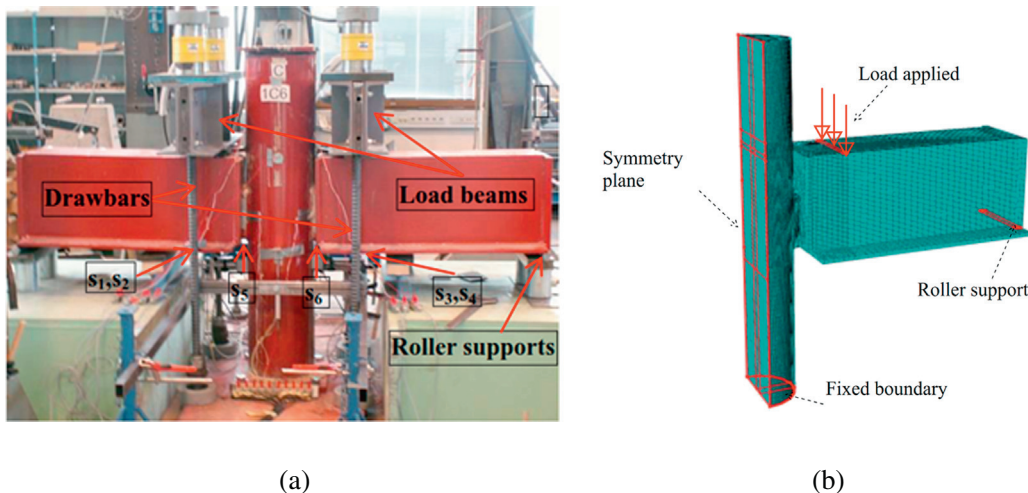 C
1C6
Drawbars
Load beams
s1,s2
s5
s6
s3,s4
Roller supports
Load applied
Symmetry
plane
Roller support
Fixed boundary
(a)
(b)